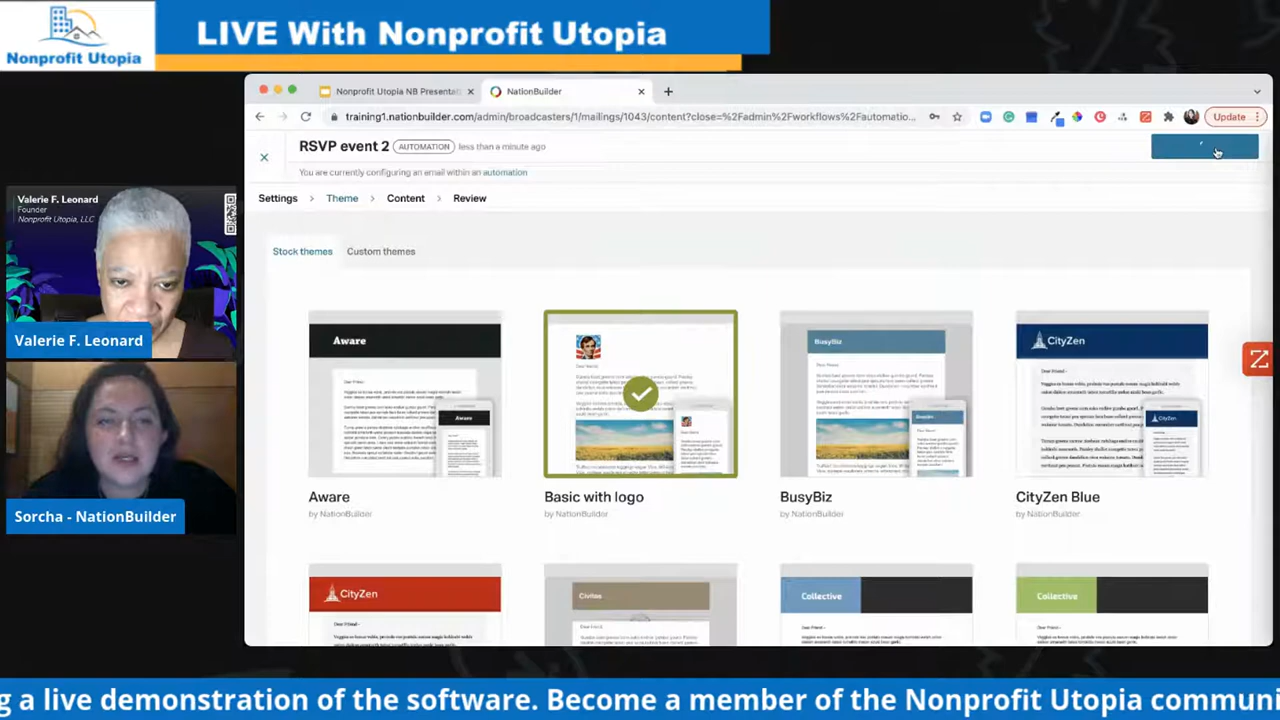 LIVE With Nonprofit Utopia
Nonprofit Utopia
Nonprofit Utopia NB Presentati
NationBuilder
training1.nationbuilder.com/admin/broadcasters/1/mailings/1043/content?close=%2Fadmin%2Fworkflows%2Fautomatio...
Update
RSVP event 2
AUTOMATION
less than a minute ago
You are currently configuring an email within an automation
Settings > Theme > Content > Review
Valerie F. Leonard
Founder
Nonprofit Utopia, LLC
Valerie F. Leonard
Sorcha - NationBuilder
Stock themes
Custom themes
Aware
BusyBiz
CityZen
Aware
CityZen
Aware
by NationBuilder
Basic with logo
by NationBuilder
BusyBiz
by NationBuilder
CityZen Blue
by NationBuilder
CityZen
Civitas
Collective
Collective
g a live demonstration of the software. Become a member of the Nonprofit Utopia communi